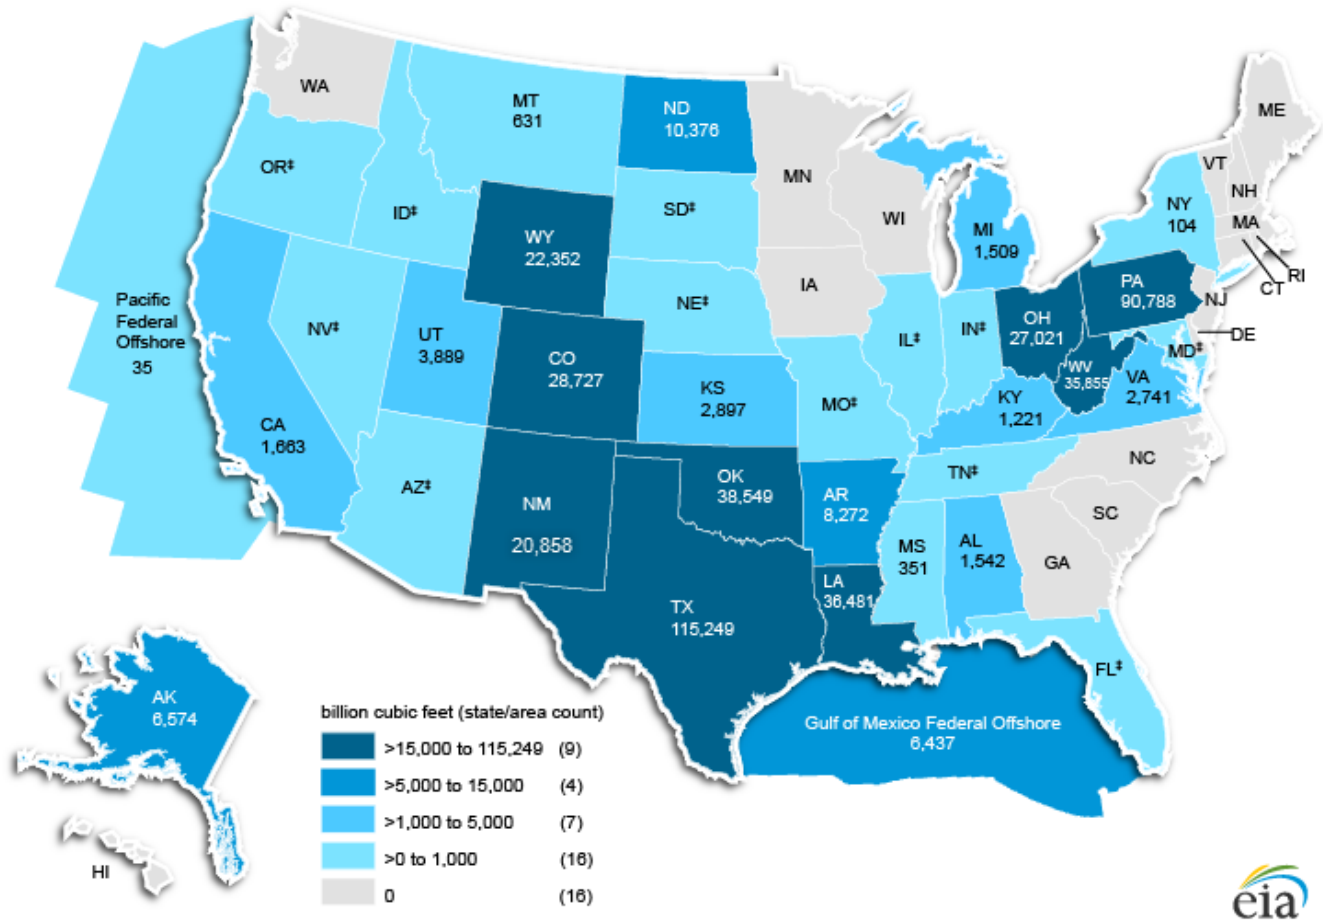 WA
MT
631
ND
10,376
MN
ME
VT
NH
OR‡
ID‡
SD‡
WI
MI
1,509
NY
104
MA
RI
CT
WY
22,352
IA
Pacific
Federal
Offshore
35
NV‡
UT
3,889
NE‡
IL‡
IN‡
OH
27,021
PA
90,788
NJ
DE
MD‡
CO
28,727
WV
35,855
VA
2,741
KS
2,897
MO‡
KY
1,221
CA
1,663
AZ‡
NM
20,858
OK
38,549
AR
8,272
TN‡
NC
SC
MS
351
AL
1,542
GA
TX
115,249
LA
36,481
FL‡
AK
6,574
HI
Gulf of Mexico Federal Offshore
6,437
billion cubic feet (state/area count)
>15,000 to 115,249 (9)
>5,000 to 15,000 (4)
>1,000 to 5,000 (7)
>0 to 1,000 (16)
0 (16)
eia